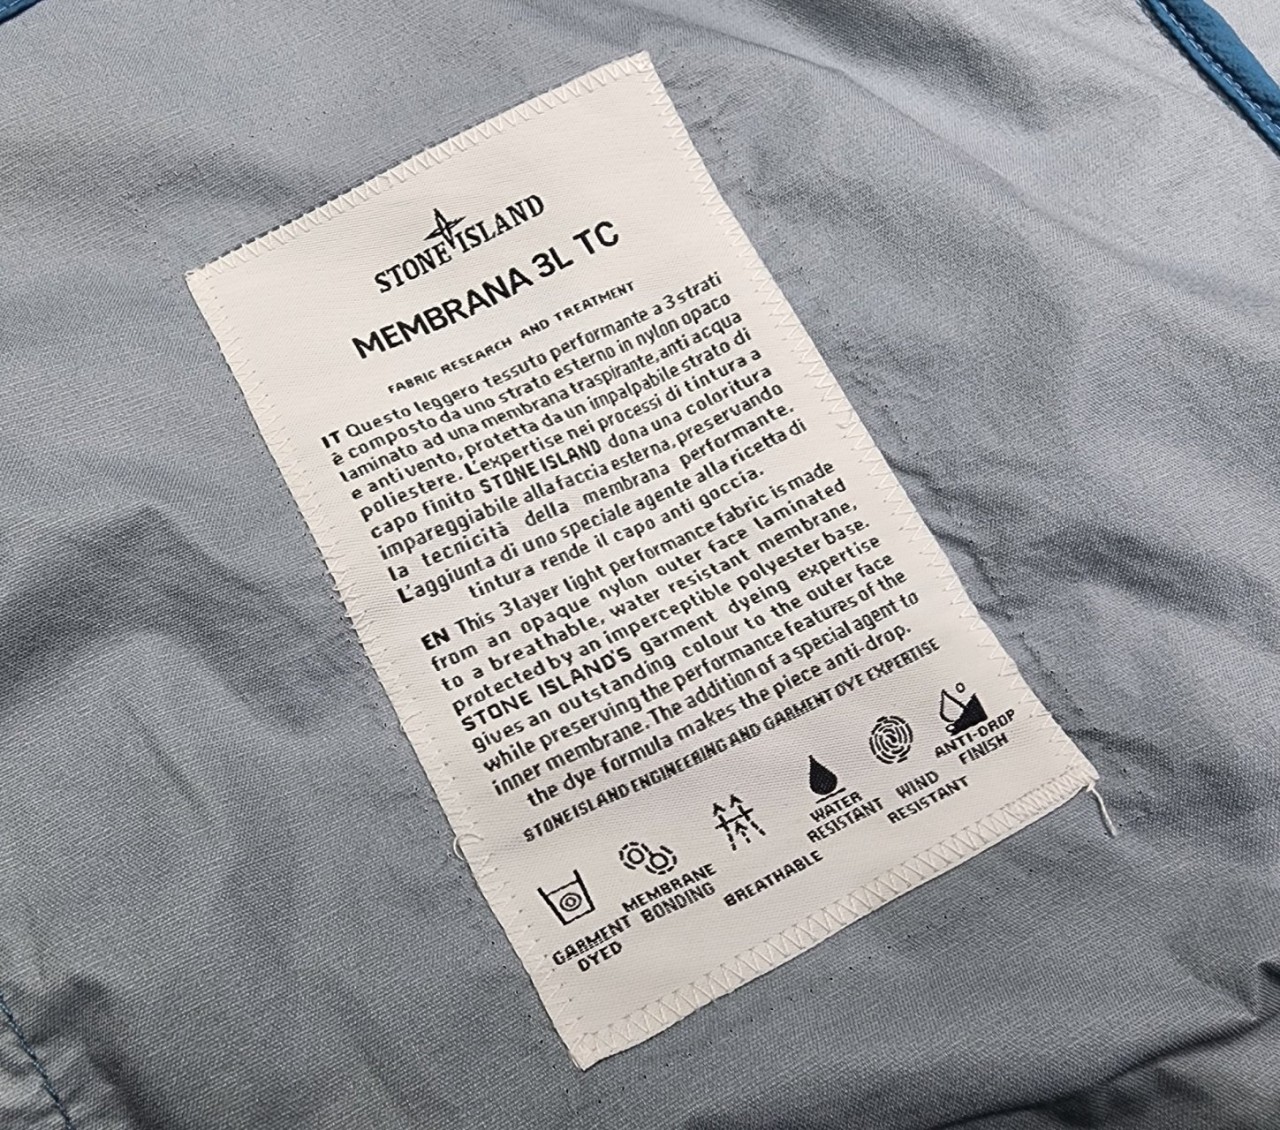 STONE ISLAND
MEMBRANA 3L TC
FABRIC RESEARCH AND TREATMENT
IT Questo leggero tessuto performante a 3 strati
è composto da uno strato esterno in nylon opaco
laminato ad una membrana traspirante, anti acqua
e anti vento, protetta da un impalpabile strato di
poliestere. L'expertise nei processi di tintura a
capo finito STONE ISLAND dona una coloritura
impareggiabile alla faccia esterna, preservando
la tecnicità della membrana performante.
L'aggiunta di uno speciale agente alla ricetta di
tintura rende il capo anti goccia.
EN This 3 layer light performance fabric is made
from an opaque nylon outer face laminated
to a breathable, water resistant membrane,
protected by an imperceptible polyester base.
STONE ISLAND'S garment dyeing expertise
gives an outstanding colour to the outer face
while preserving the performance features of the
inner membrane. The addition of a special agent to
the dye formula makes the piece anti-drop.
STONE ISLAND ENGINEERING AND GARMENT DYE EXPERTISE
GARMENT
DYED
MEMBRANE
BONDING
BREATHABLE
WATER
RESISTANT
WIND
RESISTANT
ANTI-DROP
FINISH